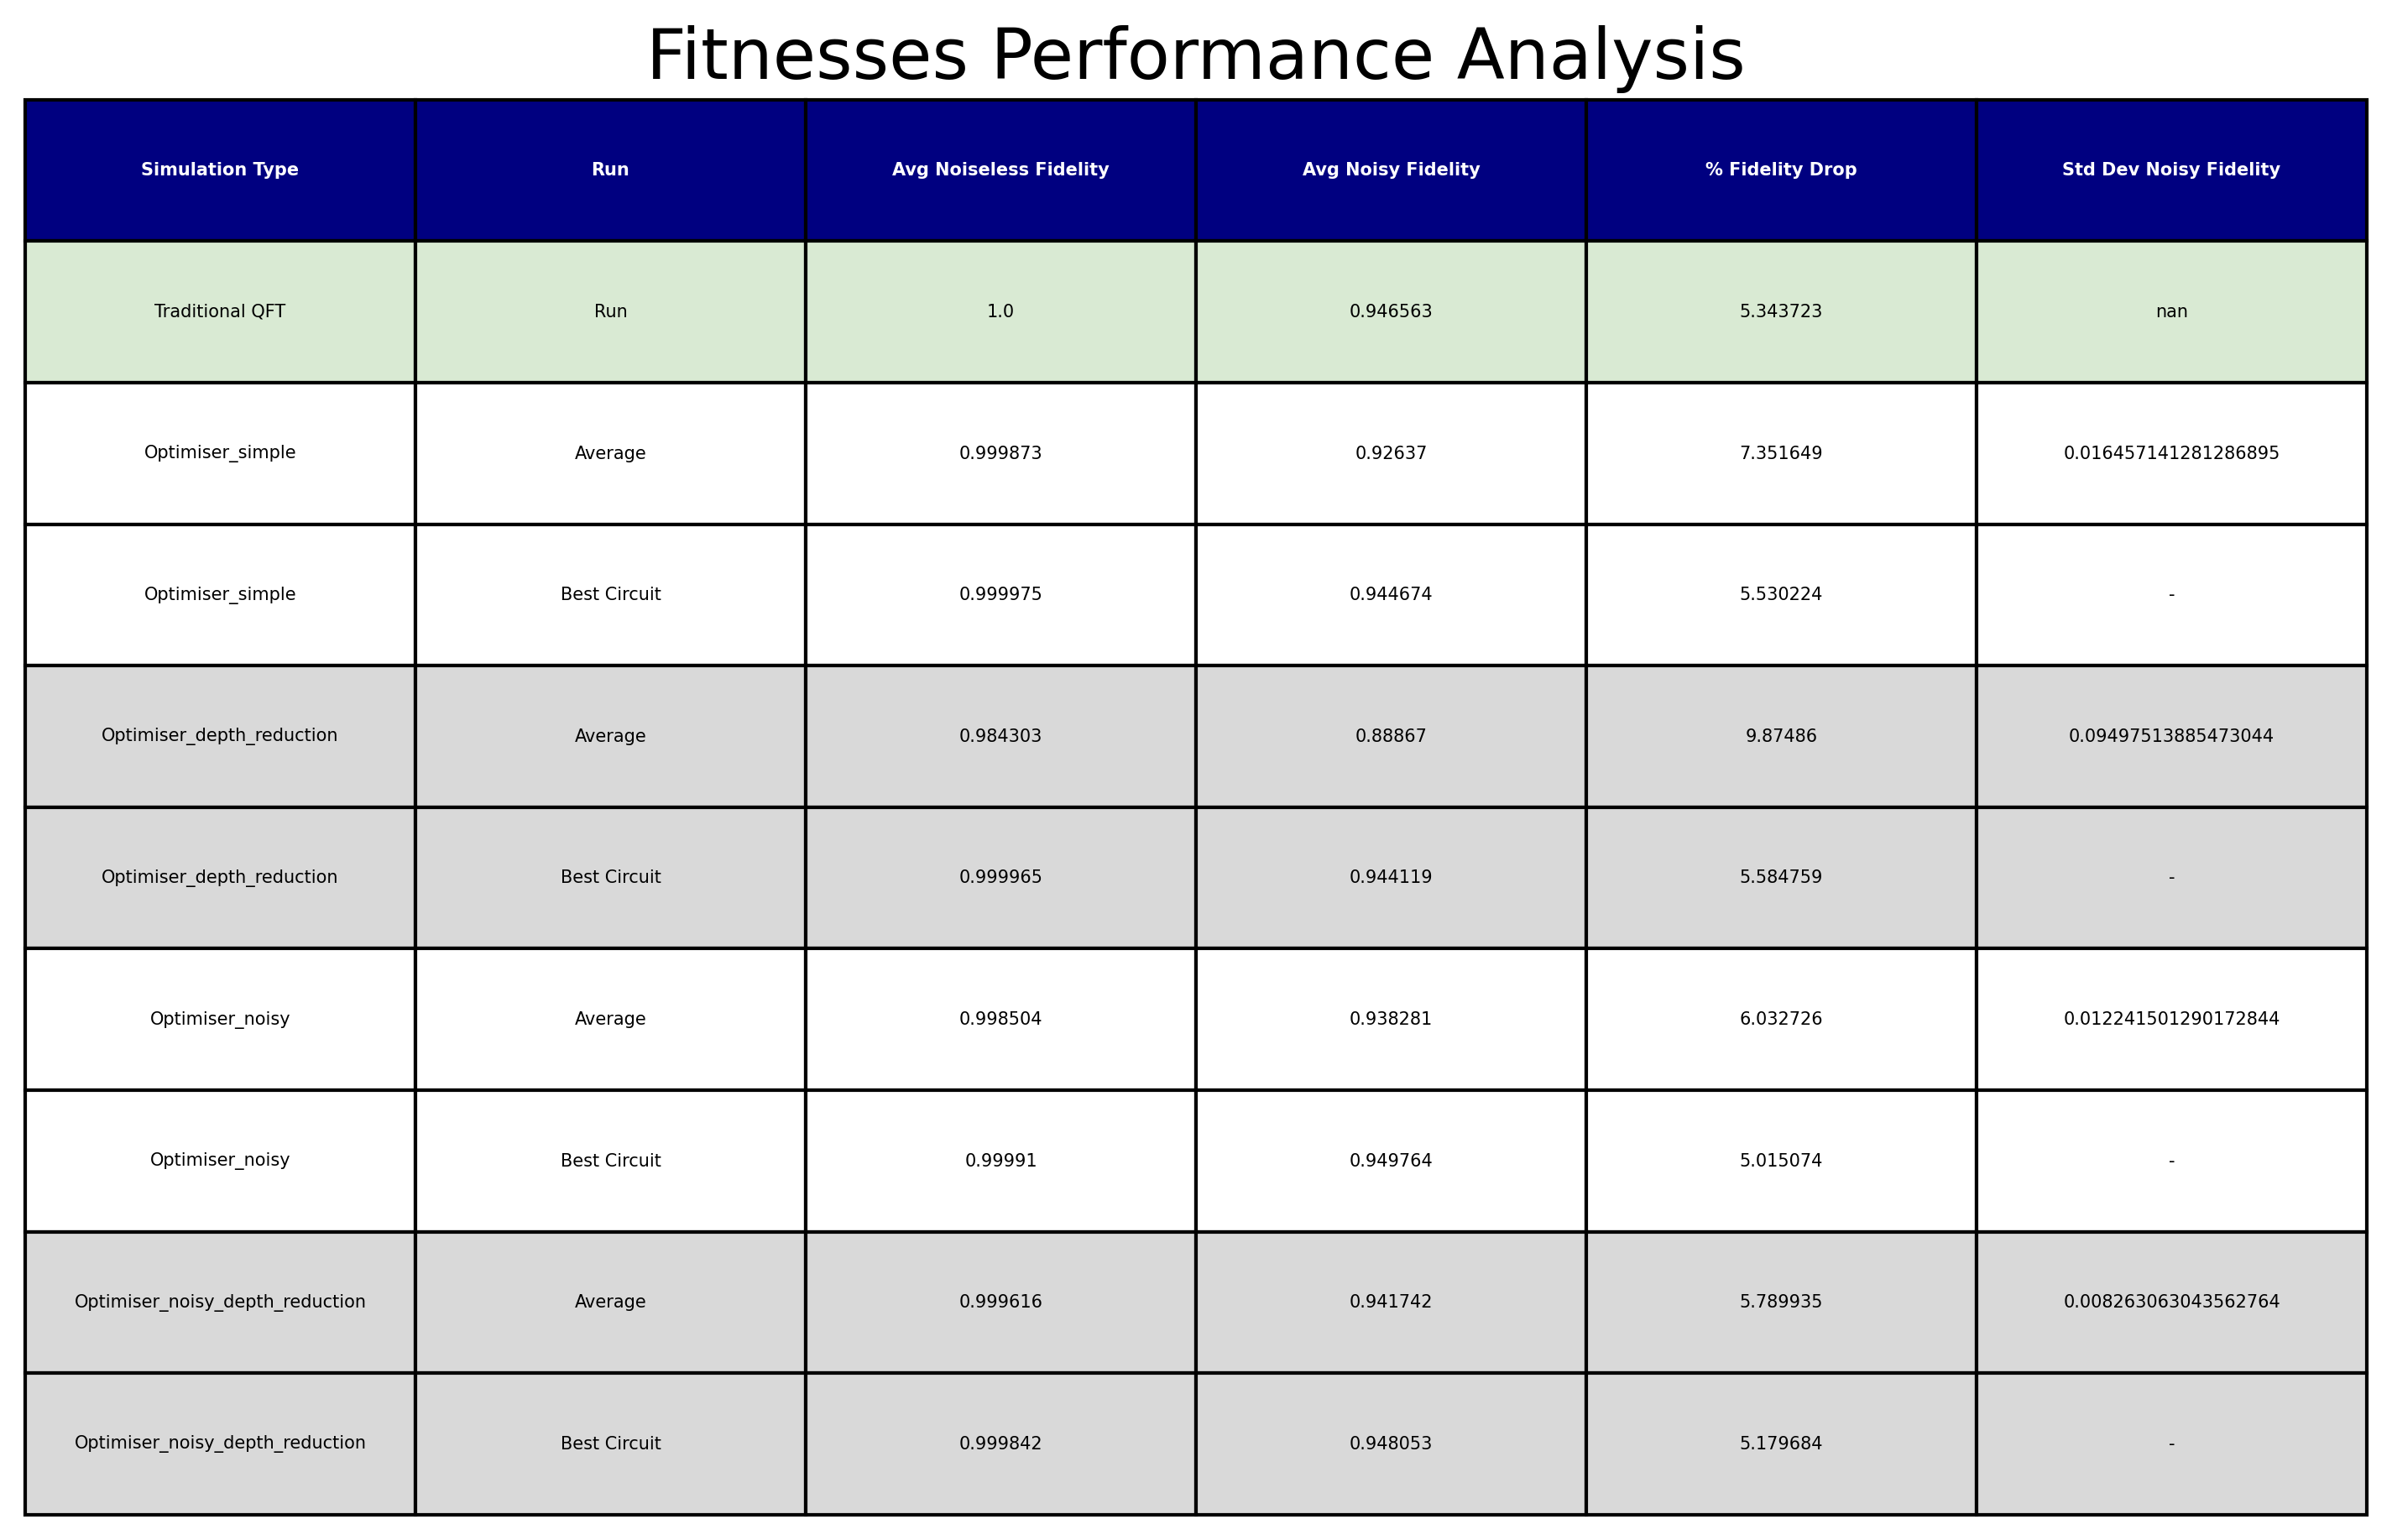 Fitnesses Performance Analysis
Simulation Type Run Avg Noiseless Fidelity Avg Noisy Fidelity % Fidelity Drop Std Dev Noisy Fidelity
Traditional QFT Run 1.0 0.946563 5.343723 nan
Optimiser_simple Average 0.999873 0.92637 7.351649 0.016457141281286895
Optimiser_simple Best Circuit 0.999975 0.944674 5.530224 -
Optimiser_depth_reduction Average 0.984303 0.88867 9.87486 0.09497513885473044
Optimiser_depth_reduction Best Circuit 0.999965 0.944119 5.584759 -
Optimiser_noisy Average 0.998504 0.938281 6.032726 0.012241501290172844
Optimiser_noisy Best Circuit 0.99991 0.949764 5.015074 -
Optimiser_noisy_depth_reduction Average 0.999616 0.941742 5.789935 0.008263063043562764
Optimiser_noisy_depth_reduction Best Circuit 0.999842 0.948053 5.179684 -